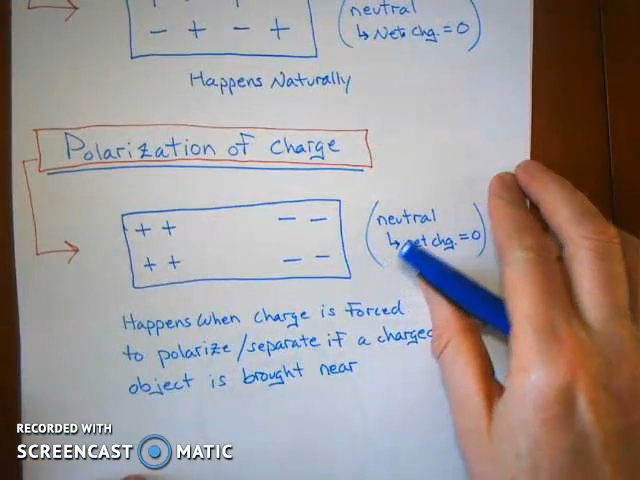 neutral
↳ Net chg. = 0
- + - +
Happens Naturally
Polarization of charge
+ + - -
neutral
↳ Net chg. = 0
+ + - -
Happens when charge is forced
to polarize/separate if a charged
object is brought near
RECORDED WITH
SCREENCAST MATIC